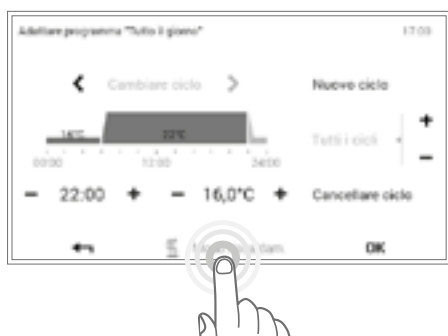 Adattare programma "Tutto il giorno" 17:00
Cambiare ciclo Nuovo ciclo
16°C 22°C Tutti i cicli +
00:00 12:00 24:00 −
− 22:00 + − 16,0°C + Cancellare ciclo
OK